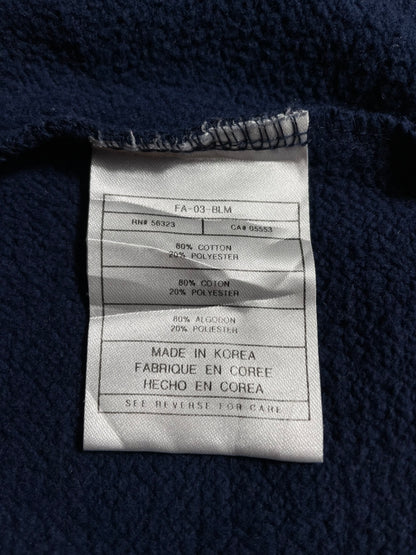 FA-03-BLM
RN# 56323 CA# 05553
80% COTTON
20% POLYESTER
80% COTON
20% POLYESTER
80% ALGODON
20% POLIESTER
MADE IN KOREA
FABRIQUE EN COREE
HECHO EN COREA
SEE REVERSE FOR CARE